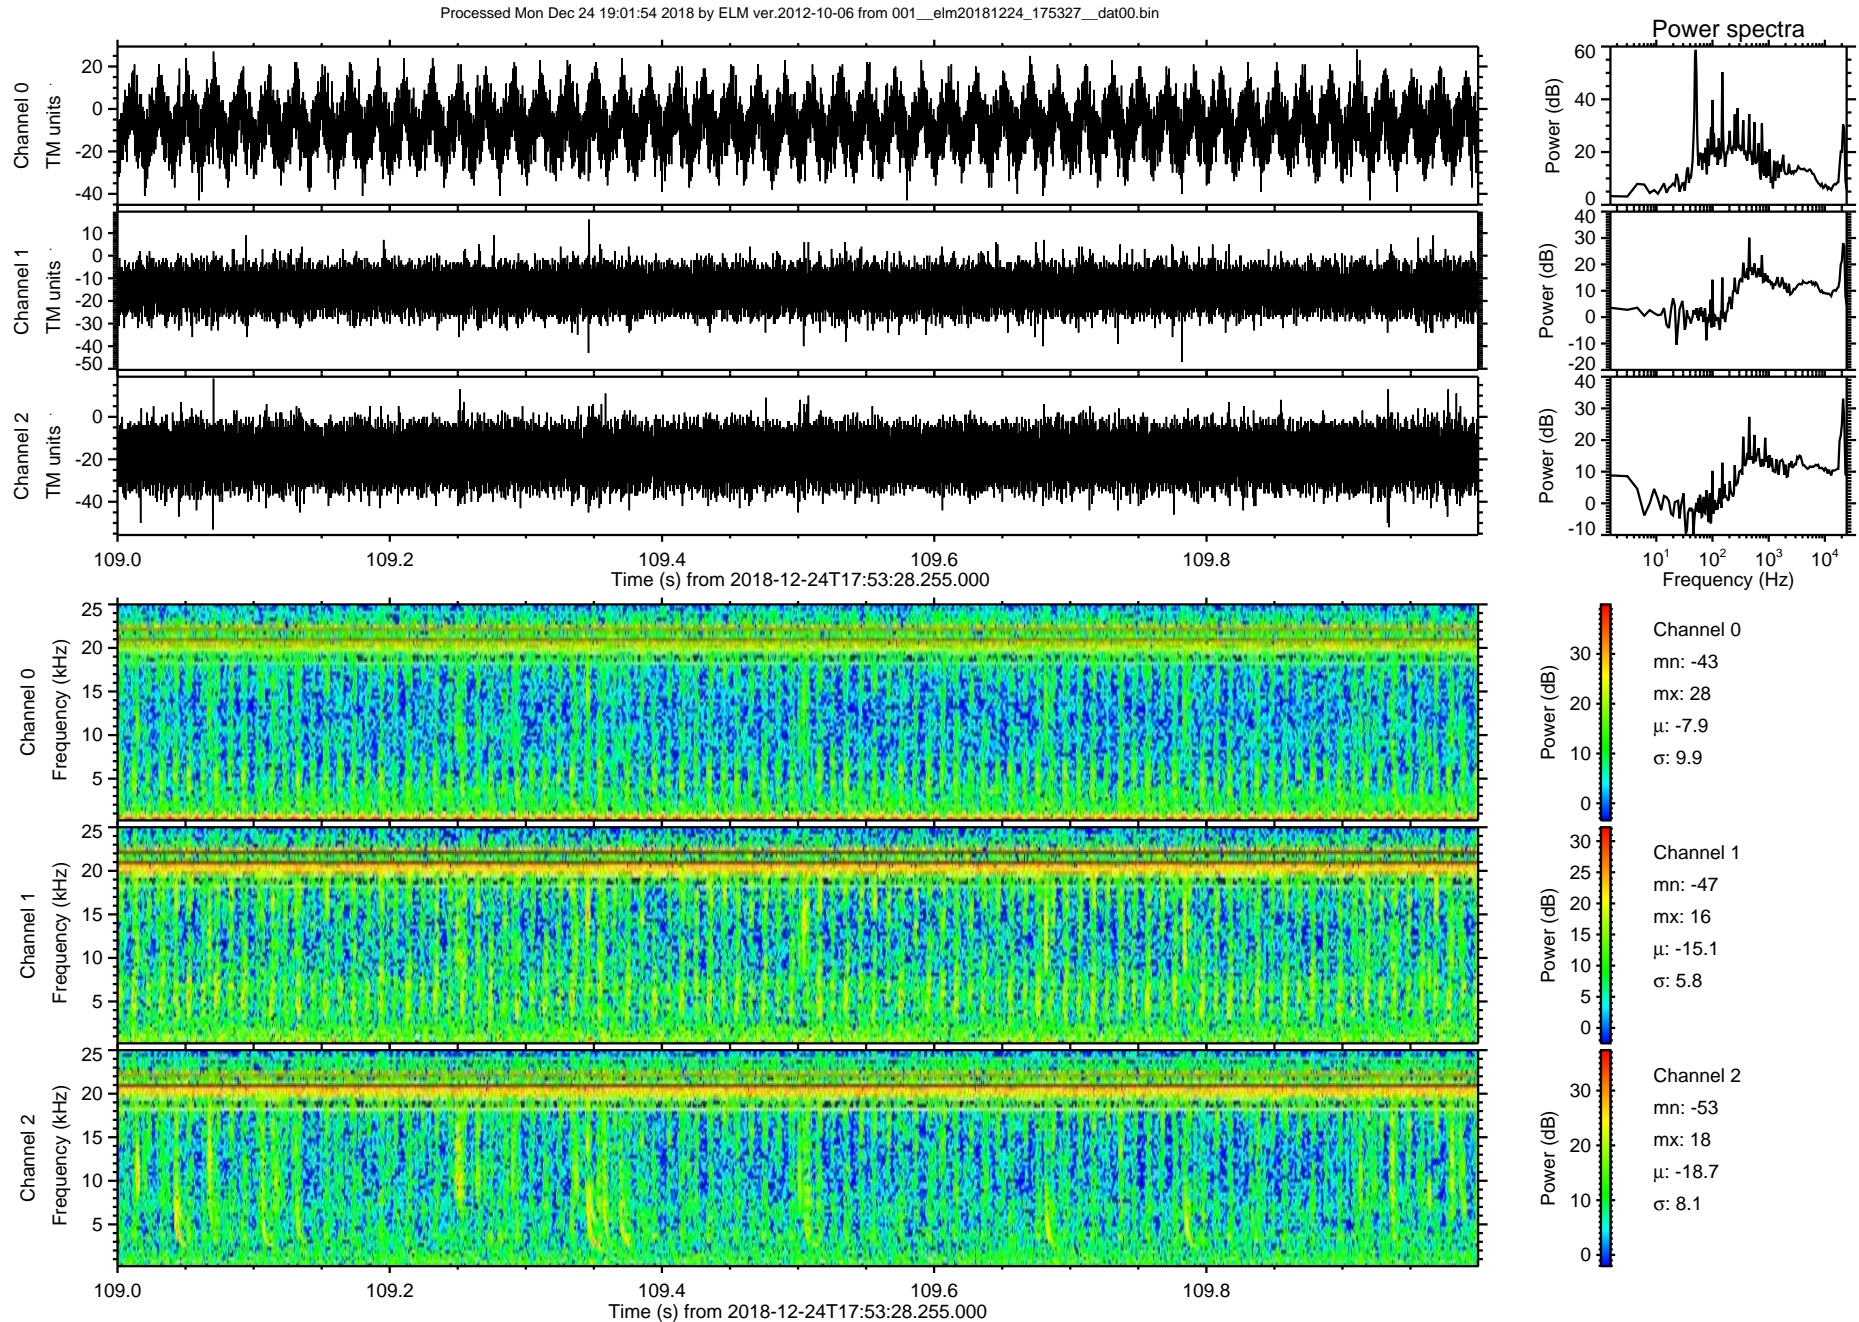 Processed Mon Dec 24 19:01:54 2018 by ELM ver.2012-10-06 from 001__elm20181224_175327__dat00.bin
Power spectra
Channel 0
TM units
20
0
-20
-40
Power (dB)
60
40
20
0
Channel 1
TM units
10
0
-10
-20
-30
-40
-50
Power (dB)
40
30
20
10
0
-10
-20
Channel 2
TM units
0
-20
-40
Power (dB)
40
30
20
10
0
-10
109.0 109.2 109.4 109.6 109.8
Time (s) from 2018-12-24T17:53:28.255.000
10^1 10^2 10^3 10^4
Frequency (Hz)
Channel 0
Frequency (kHz)
25
20
15
10
5
Power (dB)
30
20
10
0
Channel 0
mn: -43
mx: 28
μ: -7.9
σ: 9.9
Channel 1
Frequency (kHz)
25
20
15
10
5
Power (dB)
30
25
20
15
10
5
0
Channel 1
mn: -47
mx: 16
μ: -15.1
σ: 5.8
Channel 2
Frequency (kHz)
25
20
15
10
5
Power (dB)
30
20
10
0
Channel 2
mn: -53
mx: 18
μ: -18.7
σ: 8.1
109.0 109.2 109.4 109.6 109.8
Time (s) from 2018-12-24T17:53:28.255.000